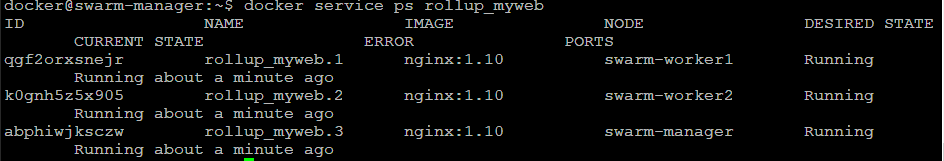 docker@swarm-manager:~$ docker service ps rollup_myweb
ID                  NAME                IMAGE               NODE                DESIRED STATE
       CURRENT STATE                ERROR               PORTS
qgf2orxsnejr        rollup_myweb.1      nginx:1.10          swarm-worker1       Running
       Running about a minute ago
k0gnh5z5x905        rollup_myweb.2      nginx:1.10          swarm-worker2       Running
       Running about a minute ago
abphiwjksczw        rollup_myweb.3      nginx:1.10          swarm-manager       Running
       Running about a minute ago